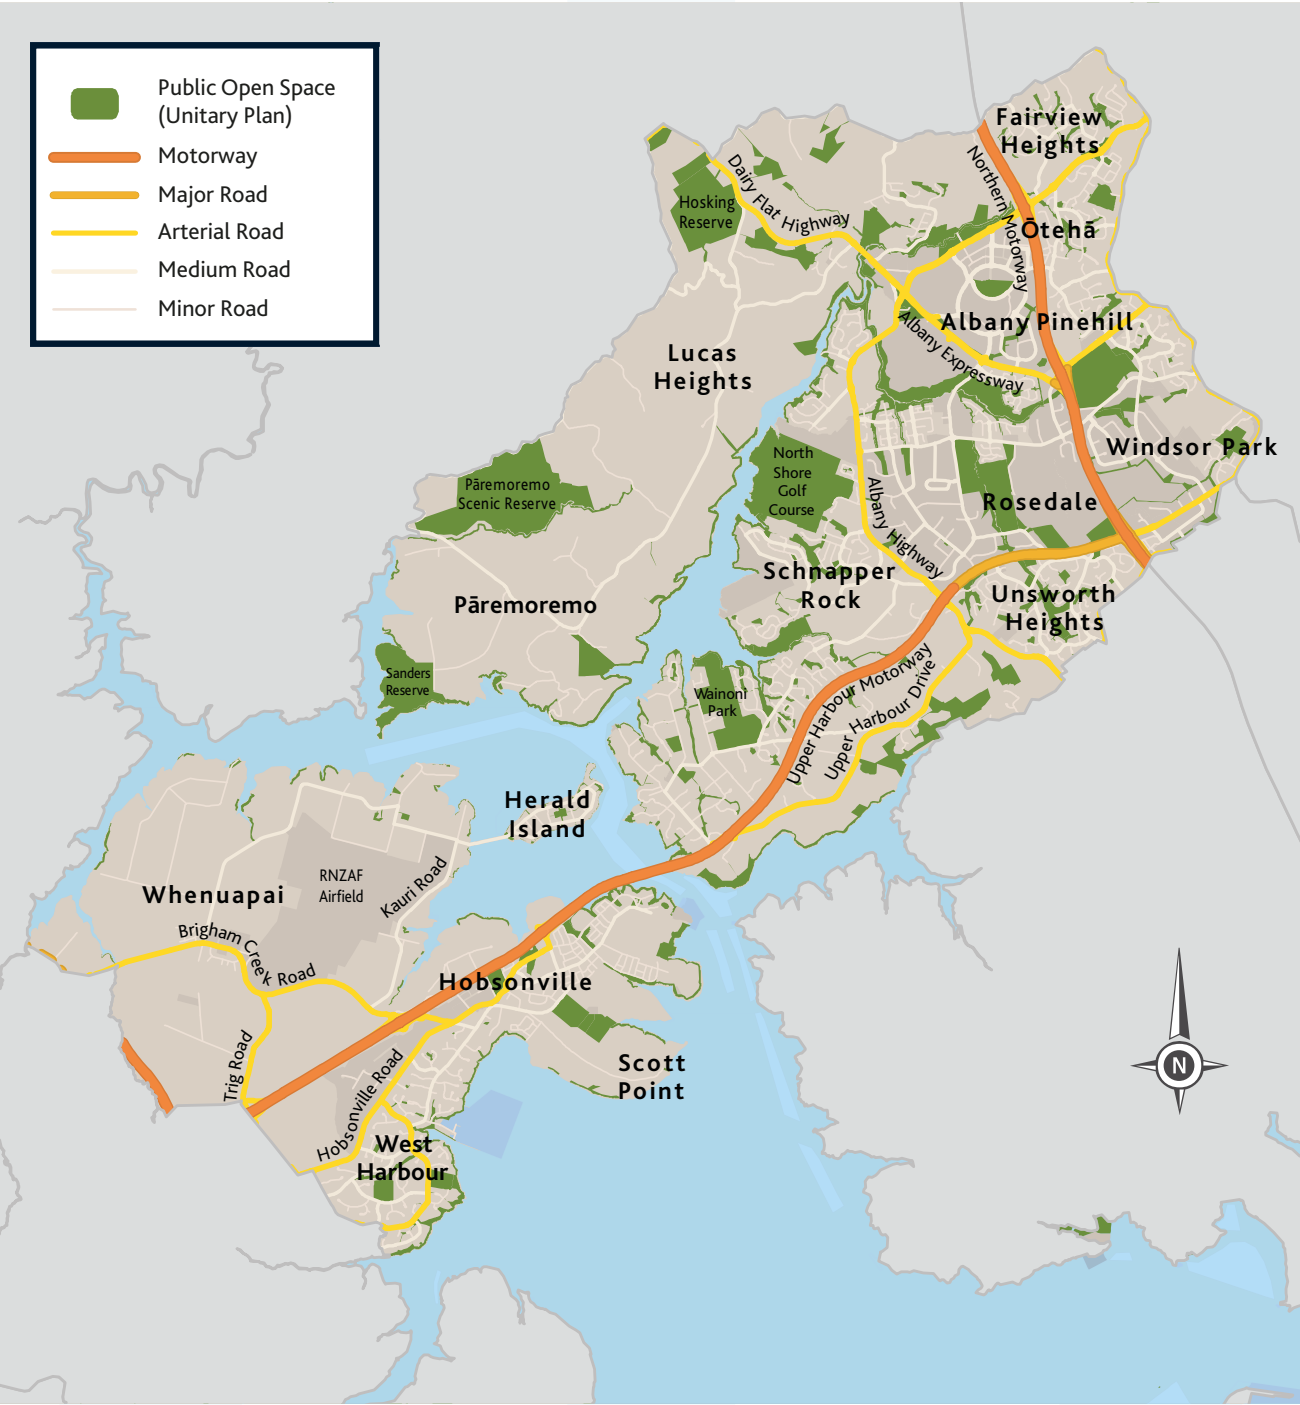 Public Open Space
(Unitary Plan)
Motorway
Major Road
Arterial Road
Medium Road
Minor Road
Fairview
Heights
Northern Motorway
Dairy Flat Highway
Hosking
Reserve
Ōtehā
Albany
Pinehill
Albany Expressway
Lucas
Heights
Windsor Park
North
Shore
Golf
Course
Pāremoremo
Scenic Reserve
Albany Highway
Rosedale
Schnapper
Rock
Unsworth
Heights
Pāremoremo
Sanders
Reserve
Wainoni
Park
Upper Harbour Motorway
Upper Harbour Drive
Herald
Island
RNZAF
Airfield
Kauri Road
Whenuapai
Brigham Creek Road
Hobsonville
Trig Road
Hobsonville Road
Scott
Point
N
West
Harbour